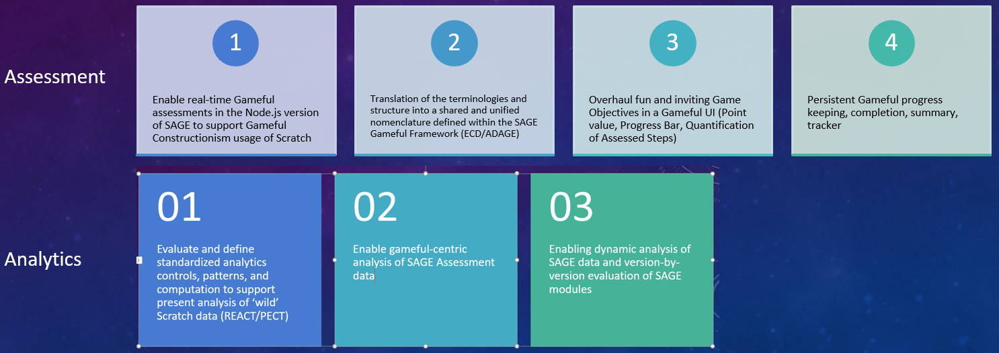 Assessment
1
Enable real-time Gameful
assessments in the Node.js version
of SAGE to support Gameful
Constructionism usage of Scratch
2
Translation of the terminologies and
structure into a shared and unified
nomenclature defined within the SAGE
Gameful Framework (ECD/ADAGE)
3
Overhaul fun and inviting Game
Objectives in a Gameful UI (Point
value, Progress Bar, Quantification
of Assessed Steps)
4
Persistent Gameful progress
keeping, completion, summary,
tracker
Analytics
01
Evaluate and define
standardized analytics
controls, patterns, and
computation to support
present analysis of ‘wild’
Scratch data (REACT/PECT)
02
Enable gameful-centric
analysis of SAGE Assessment
data
03
Enabling dynamic analysis of
SAGE data and version-by-
version evaluation of SAGE
modules